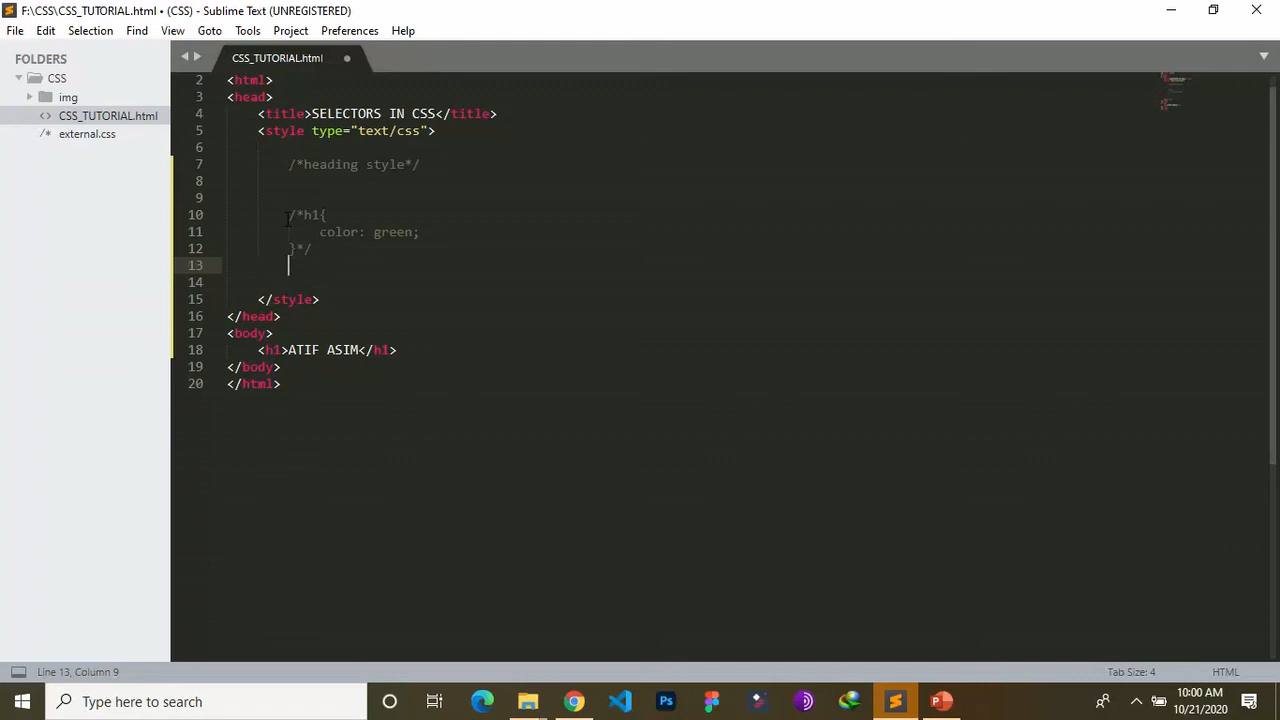 F:\CSS\CSS_TUTORIAL.html • (CSS) - Sublime Text (UNREGISTERED)
File Edit Selection Find View Goto Tools Project Preferences Help
FOLDERS
CSS
img
CSS_TUTORIAL.html
external.css
CSS_TUTORIAL.html
2 <html>
3 <head>
4 <title>SELECTORS IN CSS</title>
5 <style type="text/css">
6
7 /*heading style*/
8
9
10 /*h1{
11 color: green;
12 }*/
13
14
15 </style>
16 </head>
17 <body>
18 <h1>ATIF ASIM</h1>
19 </body>
20 </html>
Line 13, Column 9
Tab Size: 4
HTML
Type here to search
Ps
10:00 AM
10/21/2020